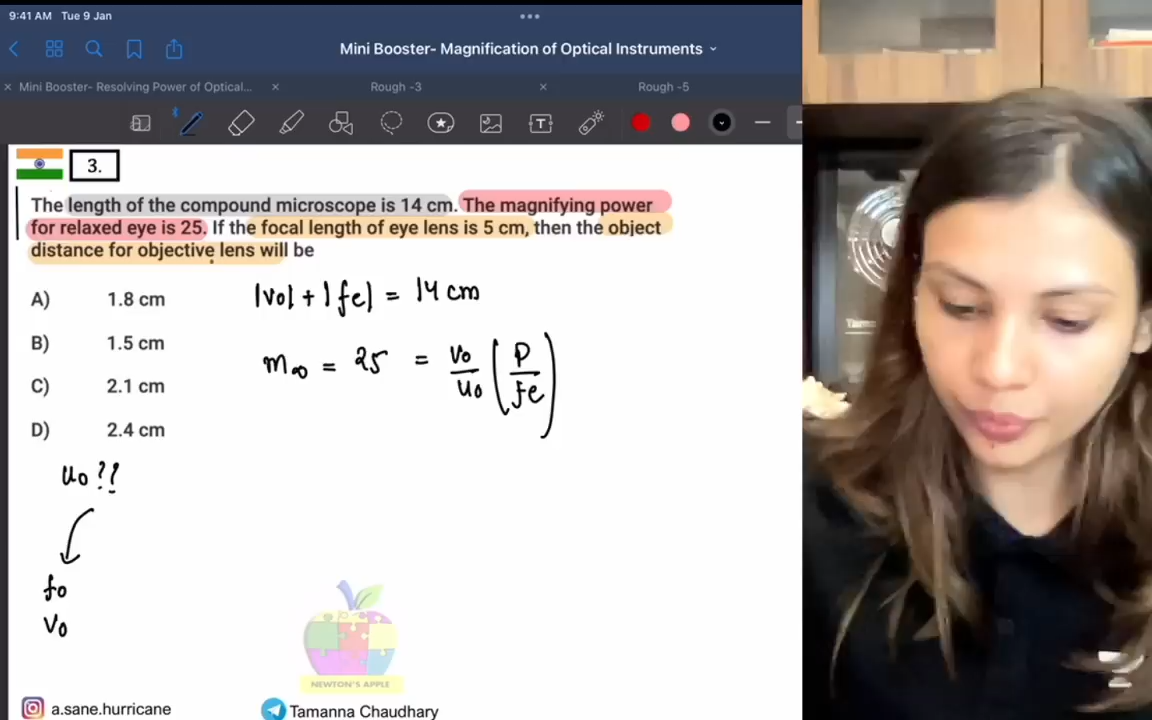 9:41 AM Tue 9 Jan
Mini Booster- Magnification of Optical Instruments
Mini Booster- Resolving Power of Optical...
Rough -3
Rough -5
3.
The length of the compound microscope is 14 cm. The magnifying power
for relaxed eye is 25. If the focal length of eye lens is 5 cm, then the object
distance for objective lens will be
A) 1.8 cm
B) 1.5 cm
C) 2.1 cm
D) 2.4 cm
|vo| + |fe| = 14 cm
m∞ = 25 = vo/uo (D/fe)
uo ??
fo
vo
NEWTON'S APPLE
a.sane.hurricane
Tamanna Chaudhary